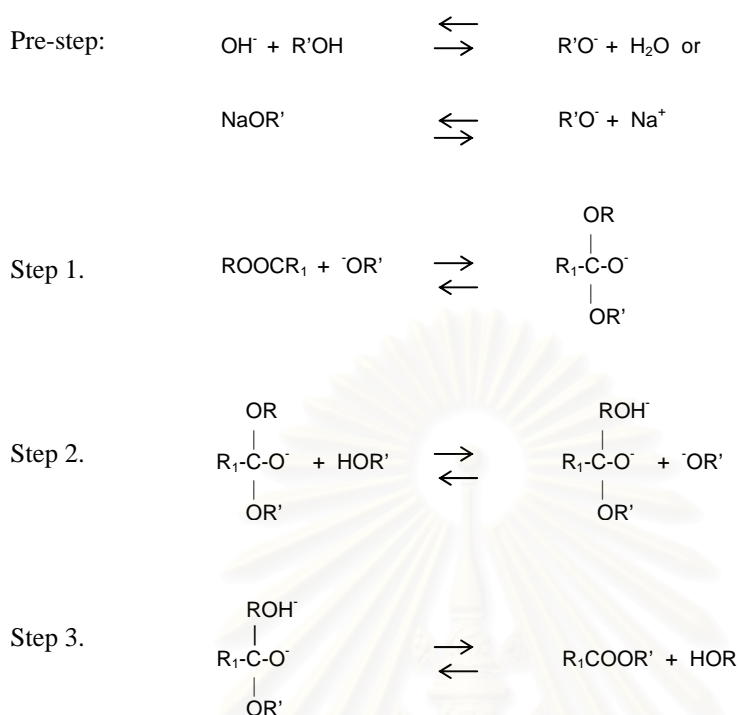 Pre-step: OH⁻ + R'OH ⇌ R'O⁻ + H₂O or
NaOR' ⇌ R'O⁻ + Na⁺
OR
|
Step 1. ROOCR₁ + ⁻OR' ⇌ R₁-C-O⁻
|
OR'
OR ROH⁻
| |
Step 2. R₁-C-O⁻ + HOR' ⇌ R₁-C-O⁻ + ⁻OR'
| |
OR' OR'
ROH⁻
|
Step 3. R₁-C-O⁻ ⇌ R₁COOR' + HOR
|
OR'